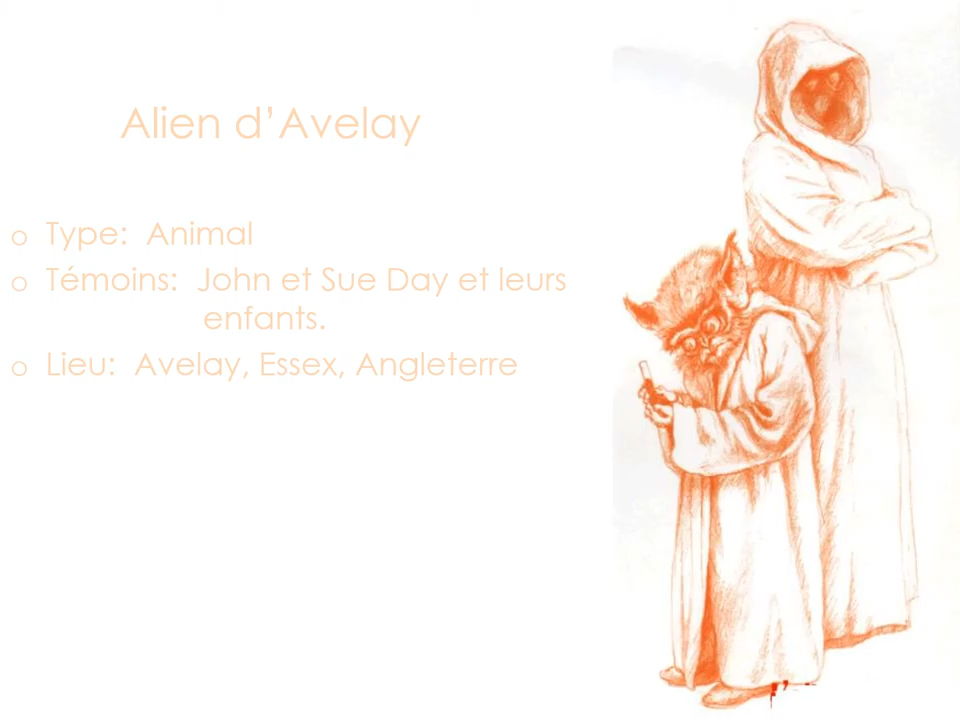 Alien d’Avelay
o Type: Animal
o Témoins: John et Sue Day et leurs
enfants.
o Lieu: Avelay, Essex, Angleterre